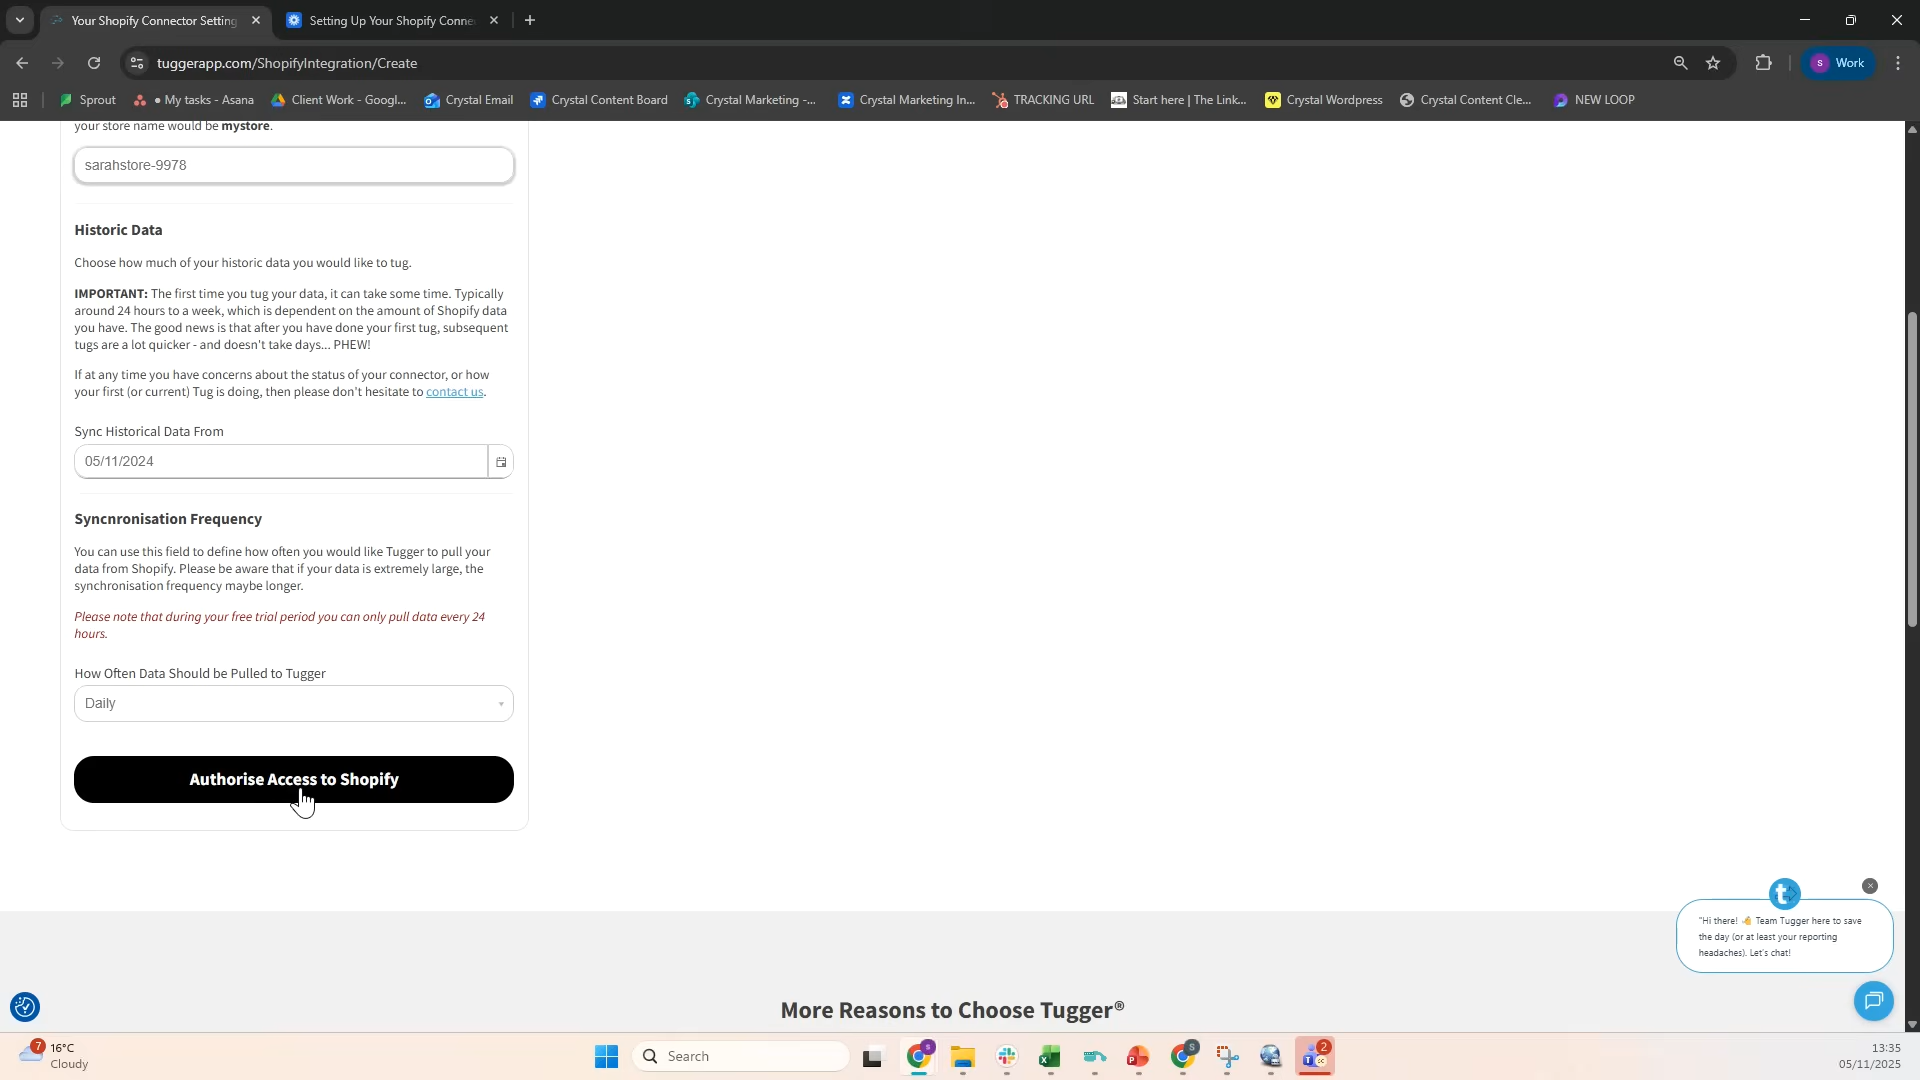 Your Shopify Connector Setting
Setting Up Your Shopify Conne
tuggerapp.com/ShopifyIntegration/Create
S Work
Sprout
• My tasks - Asana
Client Work - Googl...
Crystal Email
Crystal Content Board
Crystal Marketing -...
Crystal Marketing In...
TRACKING URL
Start here | The Link...
Crystal Wordpress
Crystal Content Cle...
NEW LOOP
your store name would be mystore.
sarahstore-9978
Historic Data
Choose how much of your historic data you would like to tug.
IMPORTANT: The first time you tug your data, it can take some time. Typically
around 24 hours to a week, which is dependent on the amount of Shopify data
you have. The good news is that after you have done your first tug, subsequent
tugs are a lot quicker - and doesn't take days... PHEW!
If at any time you have concerns about the status of your connector, or how
your first (or current) Tug is doing, then please don't hesitate to contact us.
Sync Historical Data From
05/11/2024
Syncnronisation Frequency
You can use this field to define how often you would like Tugger to pull your
data from Shopify. Please be aware that if your data is extremely large, the
synchronisation frequency maybe longer.
Please note that during your free trial period you can only pull data every 24
hours.
How Often Data Should be Pulled to Tugger
Daily
Authorise Access to Shopify
t
"Hi there! 👋 Team Tugger here to save
the day (or at least your reporting
headaches). Let's chat!
More Reasons to Choose Tugger®
7
16°C
Cloudy
Search
2
13:35
05/11/2025